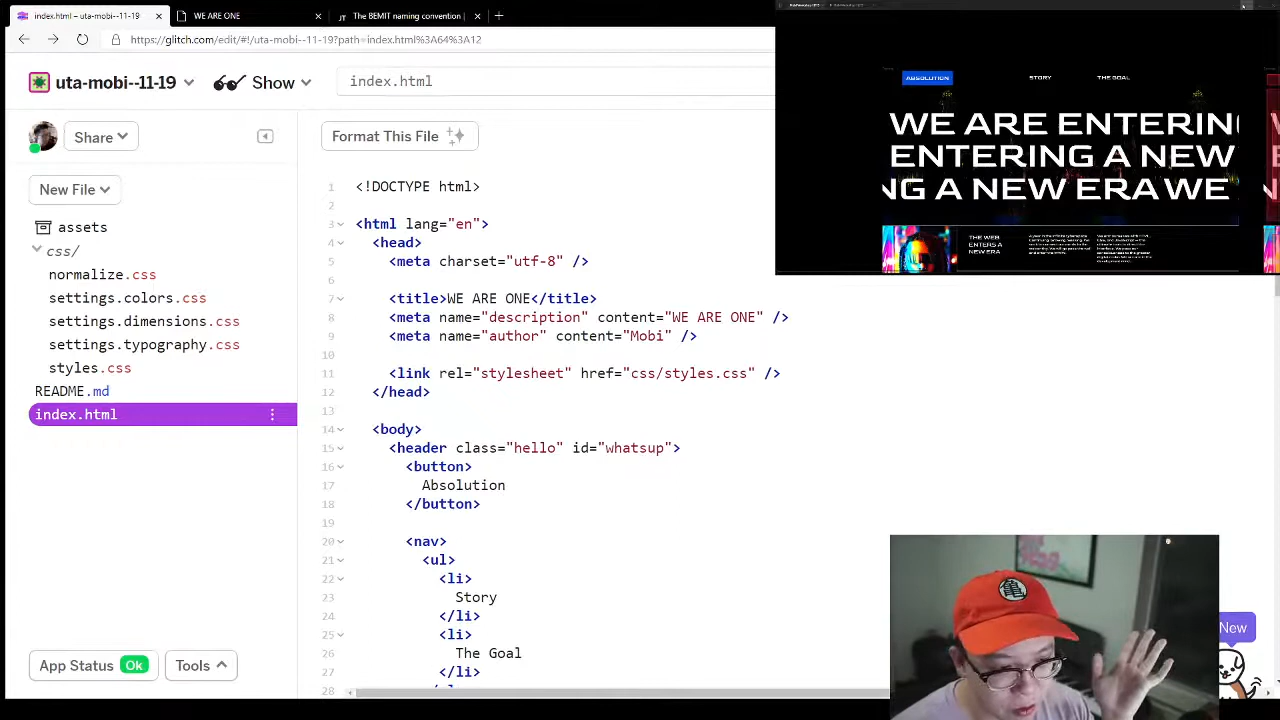 index.html – uta-mobi--11-19
WE ARE ONE
JT The BEMIT naming convention
https://glitch.com/edit/#!/uta-mobi--11-19?path=index.html%3A64%3A12
uta-mobi--11-19
Show
index.html
Share
Format This File
New File
assets
css/
normalize.css
settings.colors.css
settings.dimensions.css
settings.typography.css
styles.css
README.md
index.html
App Status Ok
Tools
1 <!DOCTYPE html>
2
3 <html lang="en">
4 <head>
5 <meta charset="utf-8" />
6
7 <title>WE ARE ONE</title>
8 <meta name="description" content="WE ARE ONE" />
9 <meta name="author" content="Mobi" />
10
11 <link rel="stylesheet" href="css/styles.css" />
12 </head>
13
14 <body>
15 <header class="hello" id="whatsup">
16 <button>
17 Absolution
18 </button>
19
20 <nav>
21 <ul>
22 <li>
23 Story
24 </li>
25 <li>
26 The Goal
27 </li>
28
ABSOLUTION
STORY
THE GOAL
WE ARE ENTERIN
ENTERING A NEW
NG A NEW ERA WE
THE WEB
ENTERS A
NEW ERA
New